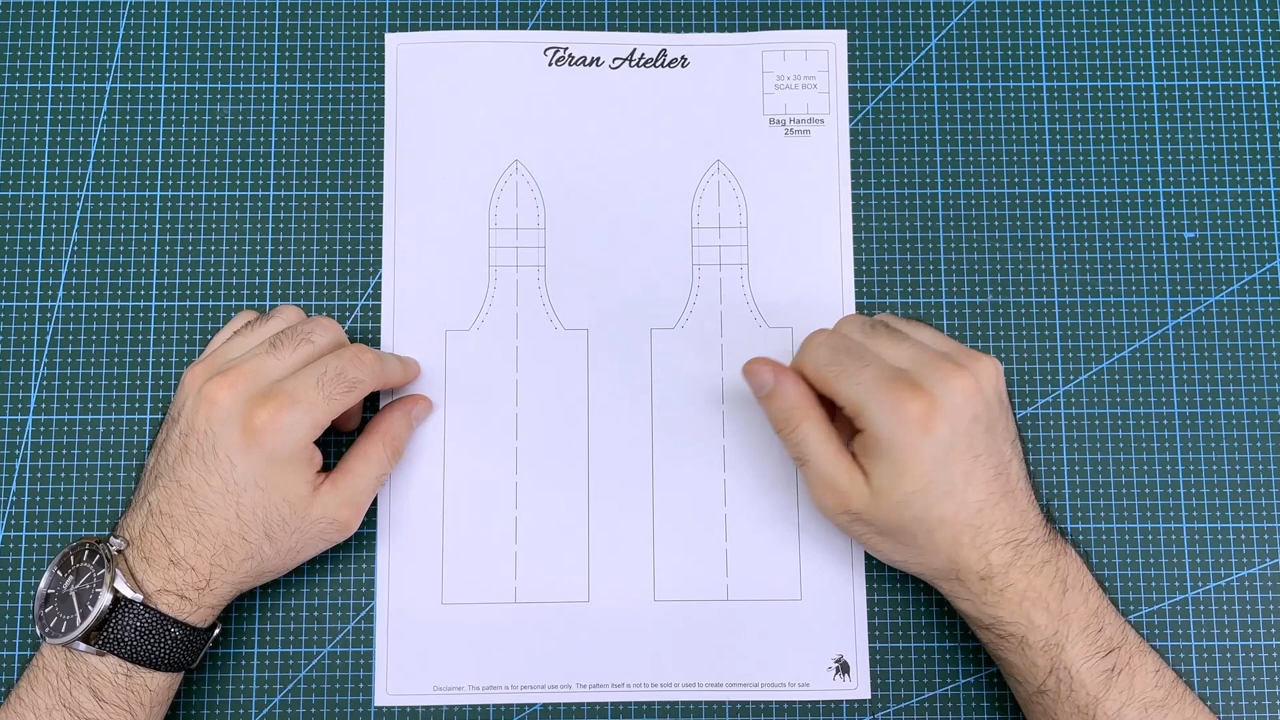 Teran Atelier
30 x 30 mm
SCALE BOX
Bag Handles
25mm
Disclaimer: This pattern is for personal use only. The pattern itself is not to be sold or used to create commercial products for sale.